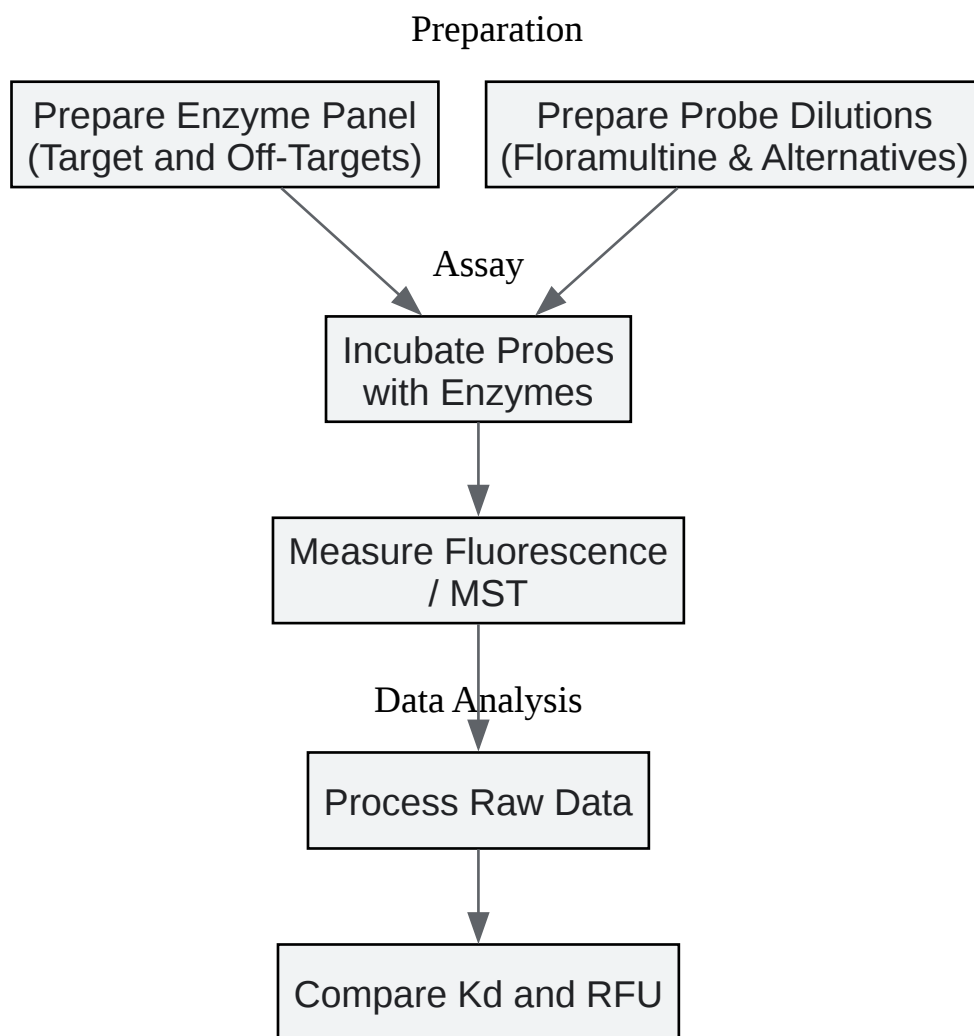 Preparation
Prepare Enzyme Panel
(Target and Off-Targets)
Prepare Probe Dilutions
(Floramultine & Alternatives)
Assay
Incubate Probes
with Enzymes
Measure Fluorescence
/ MST
Data Analysis
Process Raw Data
Compare Kd and RFU